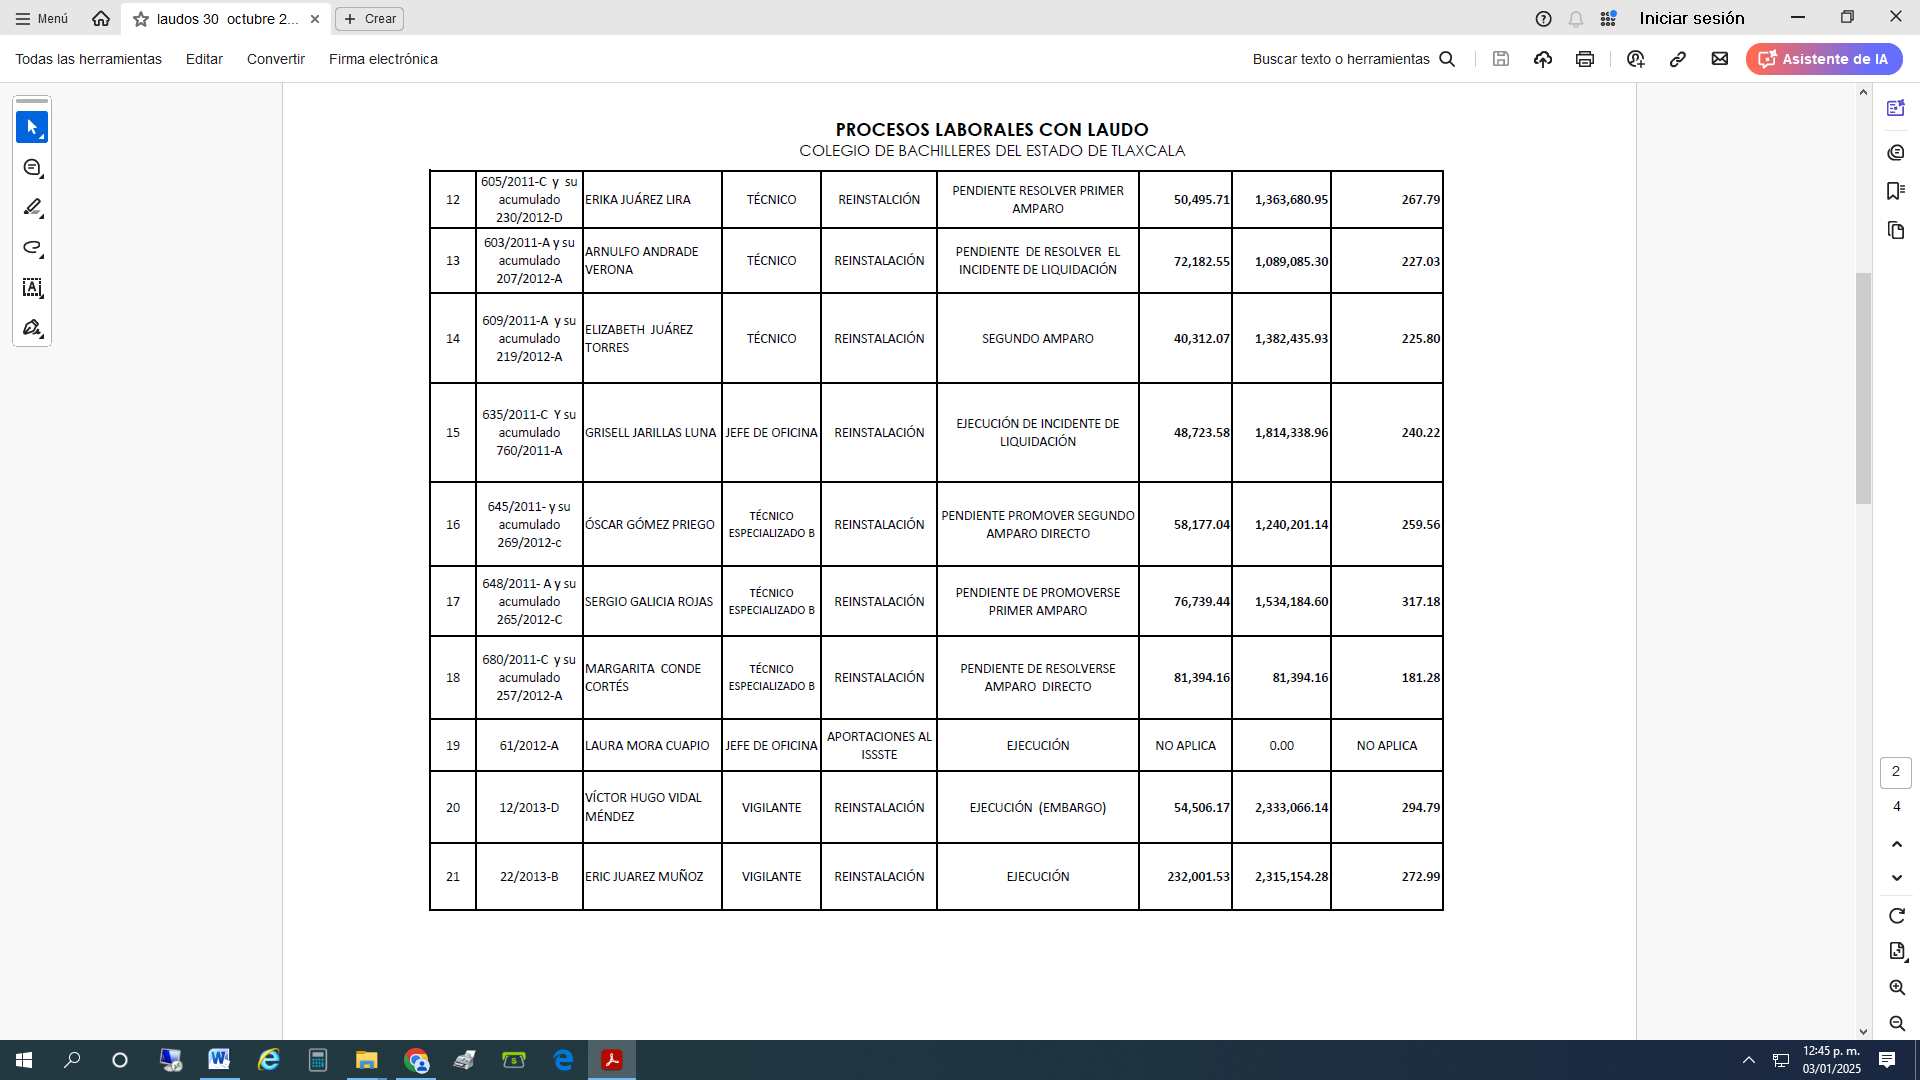 Menú
laudos 30 octubre 2...
Crear
Iniciar sesión
Todas las herramientas
Editar
Convertir
Firma electrónica
Buscar texto o herramientas
Asistente de IA
PROCESOS LABORALES CON LAUDO
COLEGIO DE BACHILLERES DEL ESTADO DE TLAXCALA
12
605/2011-C y su
acumulado
230/2012-D
ERIKA JUÁREZ LIRA
TÉCNICO
REINSTALCIÓN
PENDIENTE RESOLVER PRIMER
AMPARO
50,495.71
1,363,680.95
267.79
13
603/2011-A y su
acumulado
207/2012-A
ARNULFO ANDRADE
VERONA
TÉCNICO
REINSTALACIÓN
PENDIENTE DE RESOLVER EL
INCIDENTE DE LIQUIDACIÓN
72,182.55
1,089,085.30
227.03
14
609/2011-A y su
acumulado
219/2012-A
ELIZABETH JUÁREZ
TORRES
TÉCNICO
REINSTALACIÓN
SEGUNDO AMPARO
40,312.07
1,382,435.93
225.80
15
635/2011-C Y su
acumulado
760/2011-A
GRISELL JARILLAS LUNA
JEFE DE OFICINA
REINSTALACIÓN
EJECUCIÓN DE INCIDENTE DE
LIQUIDACIÓN
48,723.58
1,814,338.96
240.22
16
645/2011- y su
acumulado
269/2012-c
ÓSCAR GÓMEZ PRIEGO
TÉCNICO
ESPECIALIZADO B
REINSTALACIÓN
PENDIENTE PROMOVER SEGUNDO
AMPARO DIRECTO
58,177.04
1,240,201.14
259.56
17
648/2011- A y su
acumulado
265/2012-C
SERGIO GALICIA ROJAS
TÉCNICO
ESPECIALIZADO B
REINSTALACIÓN
PENDIENTE DE PROMOVERSE
PRIMER AMPARO
76,739.44
1,534,184.60
317.18
18
680/2011-C y su
acumulado
257/2012-A
MARGARITA CONDE
CORTÉS
TÉCNICO
ESPECIALIZADO B
REINSTALACIÓN
PENDIENTE DE RESOLVERSE
AMPARO DIRECTO
81,394.16
81,394.16
181.28
19
61/2012-A
LAURA MORA CUAPIO
JEFE DE OFICINA
APORTACIONES AL
ISSSTE
EJECUCIÓN
NO APLICA
0.00
NO APLICA
20
12/2013-D
VÍCTOR HUGO VIDAL
MÉNDEZ
VIGILANTE
REINSTALACIÓN
EJECUCIÓN (EMBARGO)
54,506.17
2,333,066.14
294.79
21
22/2013-B
ERIC JUAREZ MUÑOZ
VIGILANTE
REINSTALACIÓN
EJECUCIÓN
232,001.53
2,315,154.28
272.99
2
4
12:45 p. m.
03/01/2025